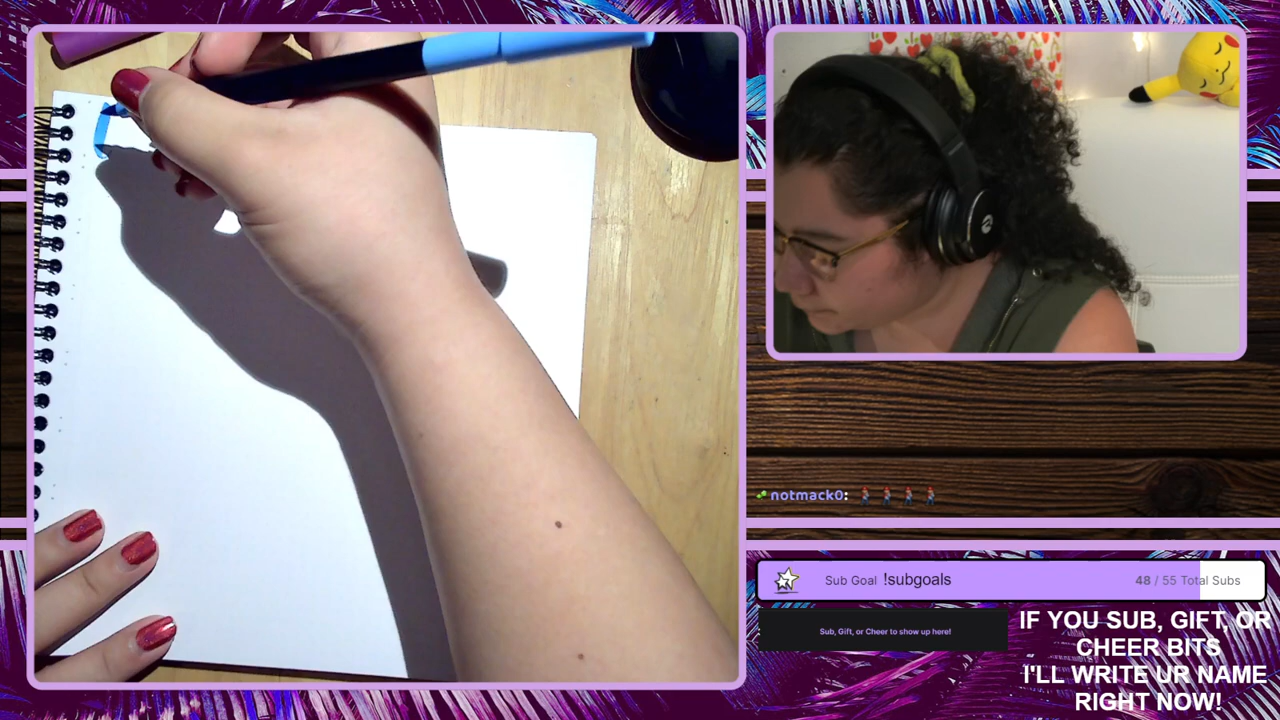 notmack0:
Sub Goal !subgoals 48 / 55 Total Subs
Sub, Gift, or Cheer to show up here!
IF YOU SUB, GIFT, OR
CHEER BITS
I'LL WRITE UR NAME
RIGHT NOW!